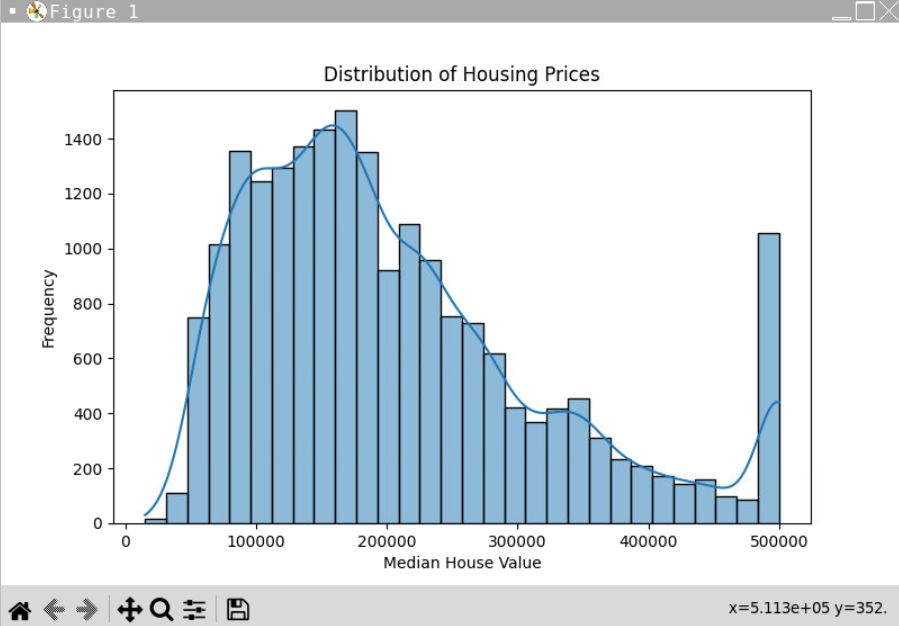 Figure 1
Distribution of Housing Prices
1400
1200
1000
800
600
400
200
0
Frequency
0 100000 200000 300000 400000 500000
Median House Value
x=5.113e+05 y=352.